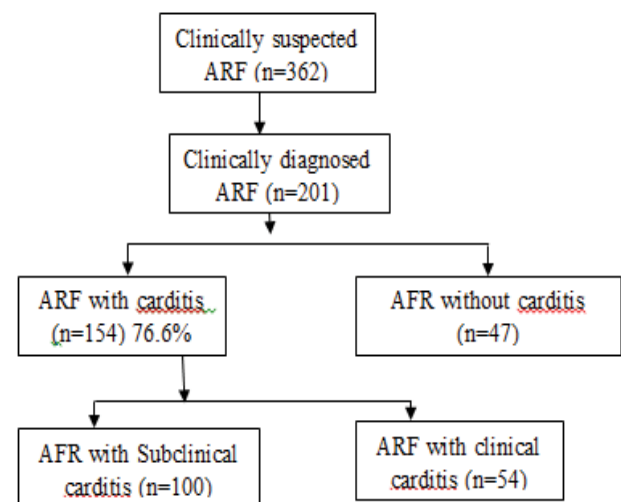 Clinically suspected
ARF (n=362)
Clinically diagnosed
ARF (n=201)
ARF with carditis
(n=154) 76.6%
AFR without carditis
(n=47)
AFR with Subclinical
carditis (n=100)
ARF with clinical
carditis (n=54)